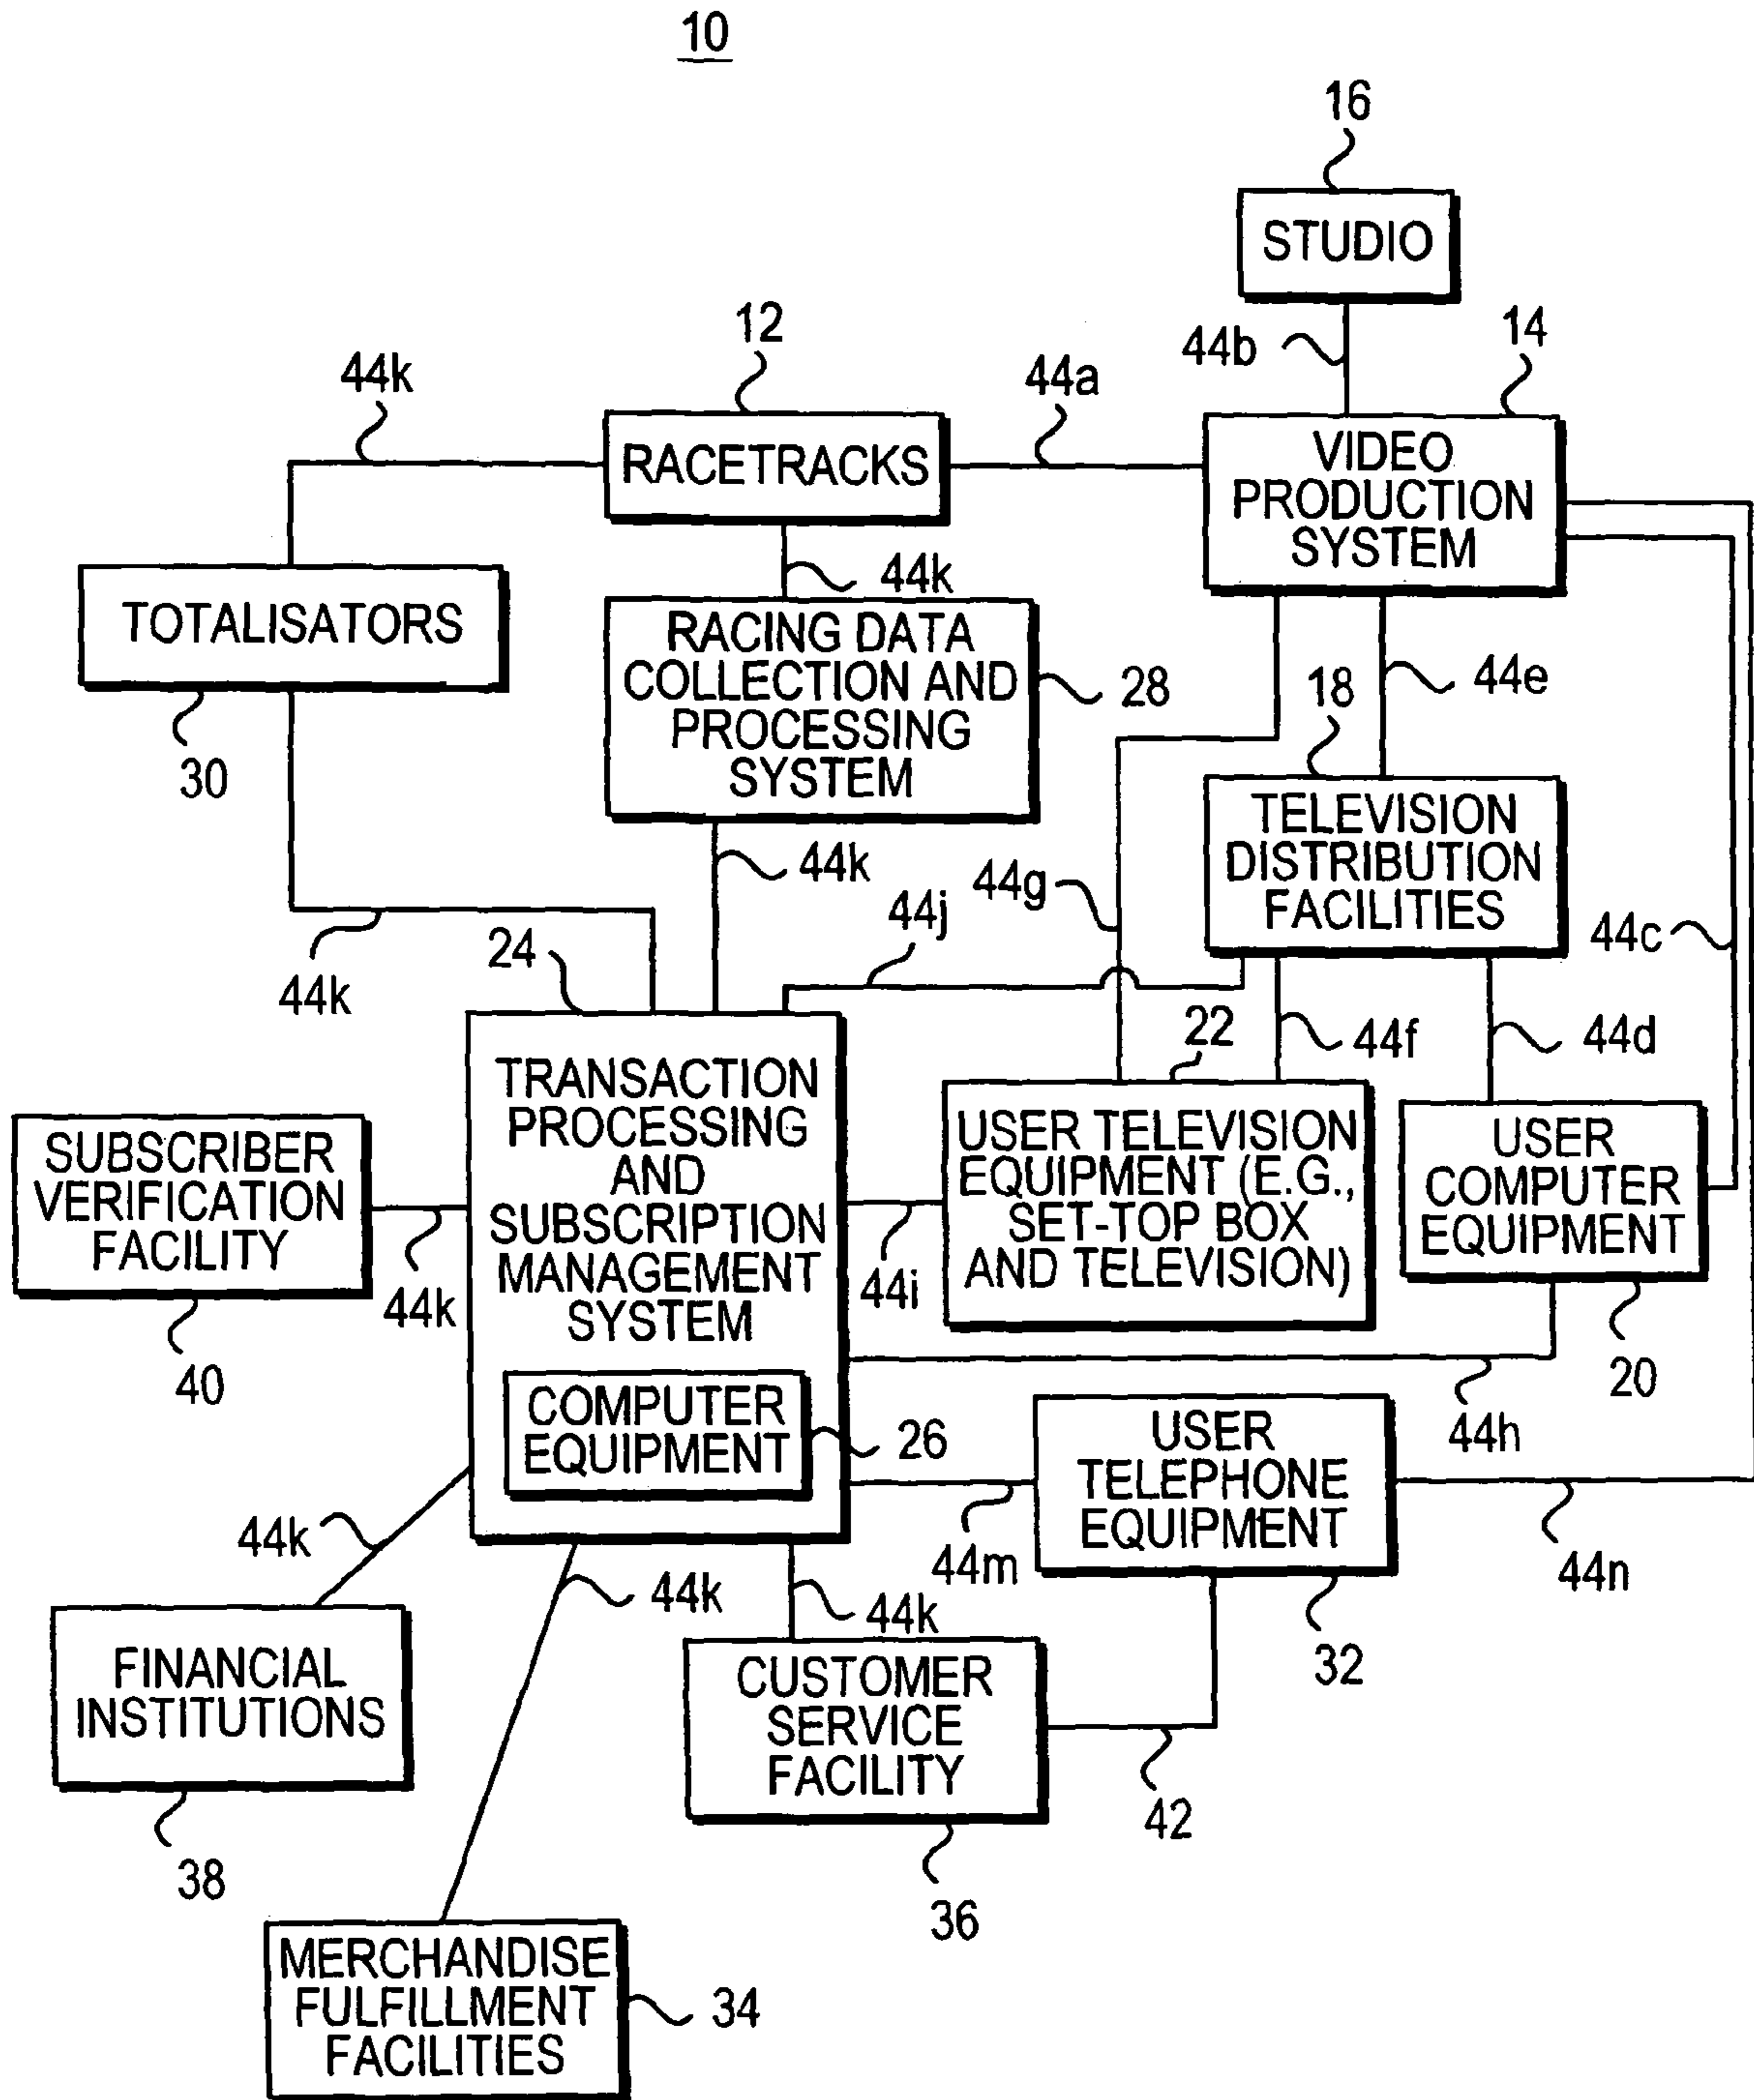 10
16
STUDIO
12
44b
14
44k
44a
RACETRACKS
VIDEO
PRODUCTION
SYSTEM
44k
TOTALISATORS
RACING DATA
COLLECTION AND
PROCESSING
SYSTEM
28
18
44e
30
TELEVISION
DISTRIBUTION
FACILITIES
44k
44g
44j
44c
24
44k
22
44f
44d
TRANSACTION
PROCESSING
AND
SUBSCRIPTION
MANAGEMENT
SYSTEM
USER TELEVISION
EQUIPMENT (E.G.,
SET-TOP BOX
AND TELEVISION)
USER
COMPUTER
EQUIPMENT
SUBSCRIBER
VERIFICATION
FACILITY
44k
44i
40
20
COMPUTER
EQUIPMENT
26
USER
TELEPHONE
EQUIPMENT
44h
44k
44k
44k
44m
44n
FINANCIAL
INSTITUTIONS
CUSTOMER
SERVICE
FACILITY
32
42
38
36
MERCHANDISE
FULFILLMENT
FACILITIES
34